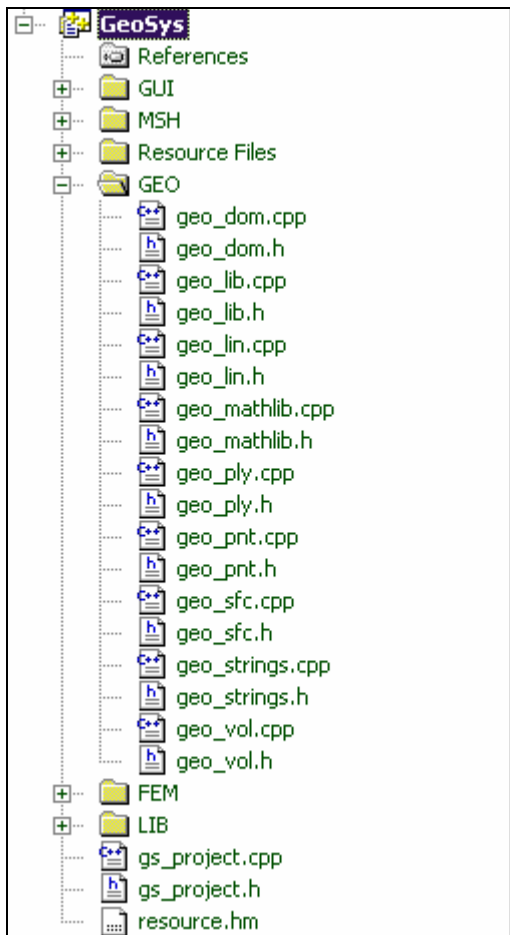 GeoSys
References
GUI
MSH
Resource Files
GEO
geo_dom.cpp
geo_dom.h
geo_lib.cpp
geo_lib.h
geo_lin.cpp
geo_lin.h
geo_mathlib.cpp
geo_mathlib.h
geo_ply.cpp
geo_ply.h
geo_pnt.cpp
geo_pnt.h
geo_sfc.cpp
geo_sfc.h
geo_strings.cpp
geo_strings.h
geo_vol.cpp
geo_vol.h
FEM
LIB
gs_project.cpp
gs_project.h
resource.hm